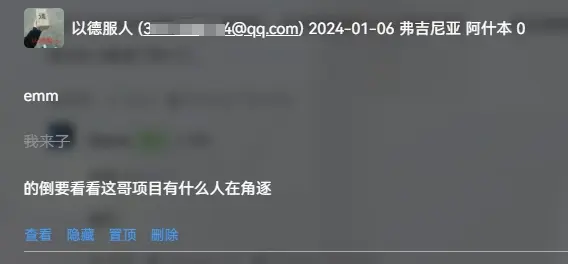 以德服人 (3 4@qq.com) 2024-01-06 弗吉尼亚 阿什本 0
emm
我来子
的倒要看看这哥项目有什么人在角逐
查看 隐藏 置顶 删除